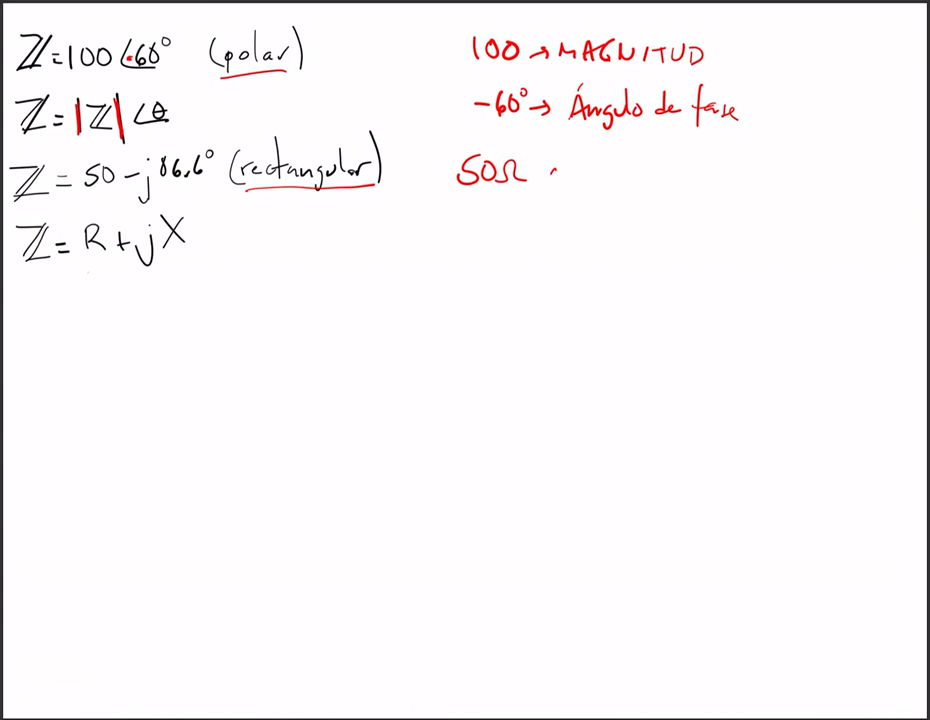 Z=100∠-60° (polar)
Z=|Z|∠θ
Z=50-j86.6° (rectangular)
Z=R+jX
100→MAGNITUD
-60°→Ángulo de fase
50Ω